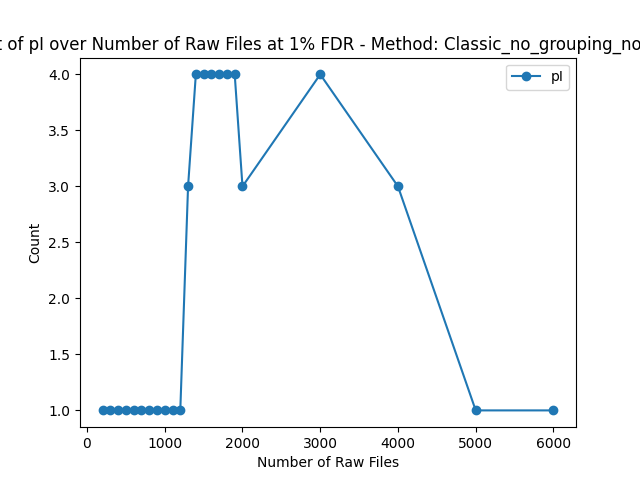 of pI over Number of Raw Files at 1% FDR - Method: Classic_no_grouping_no
pI
Count
4.0
3.5
3.0
2.5
2.0
1.5
1.0
0 1000 2000 3000 4000 5000 6000
Number of Raw Files